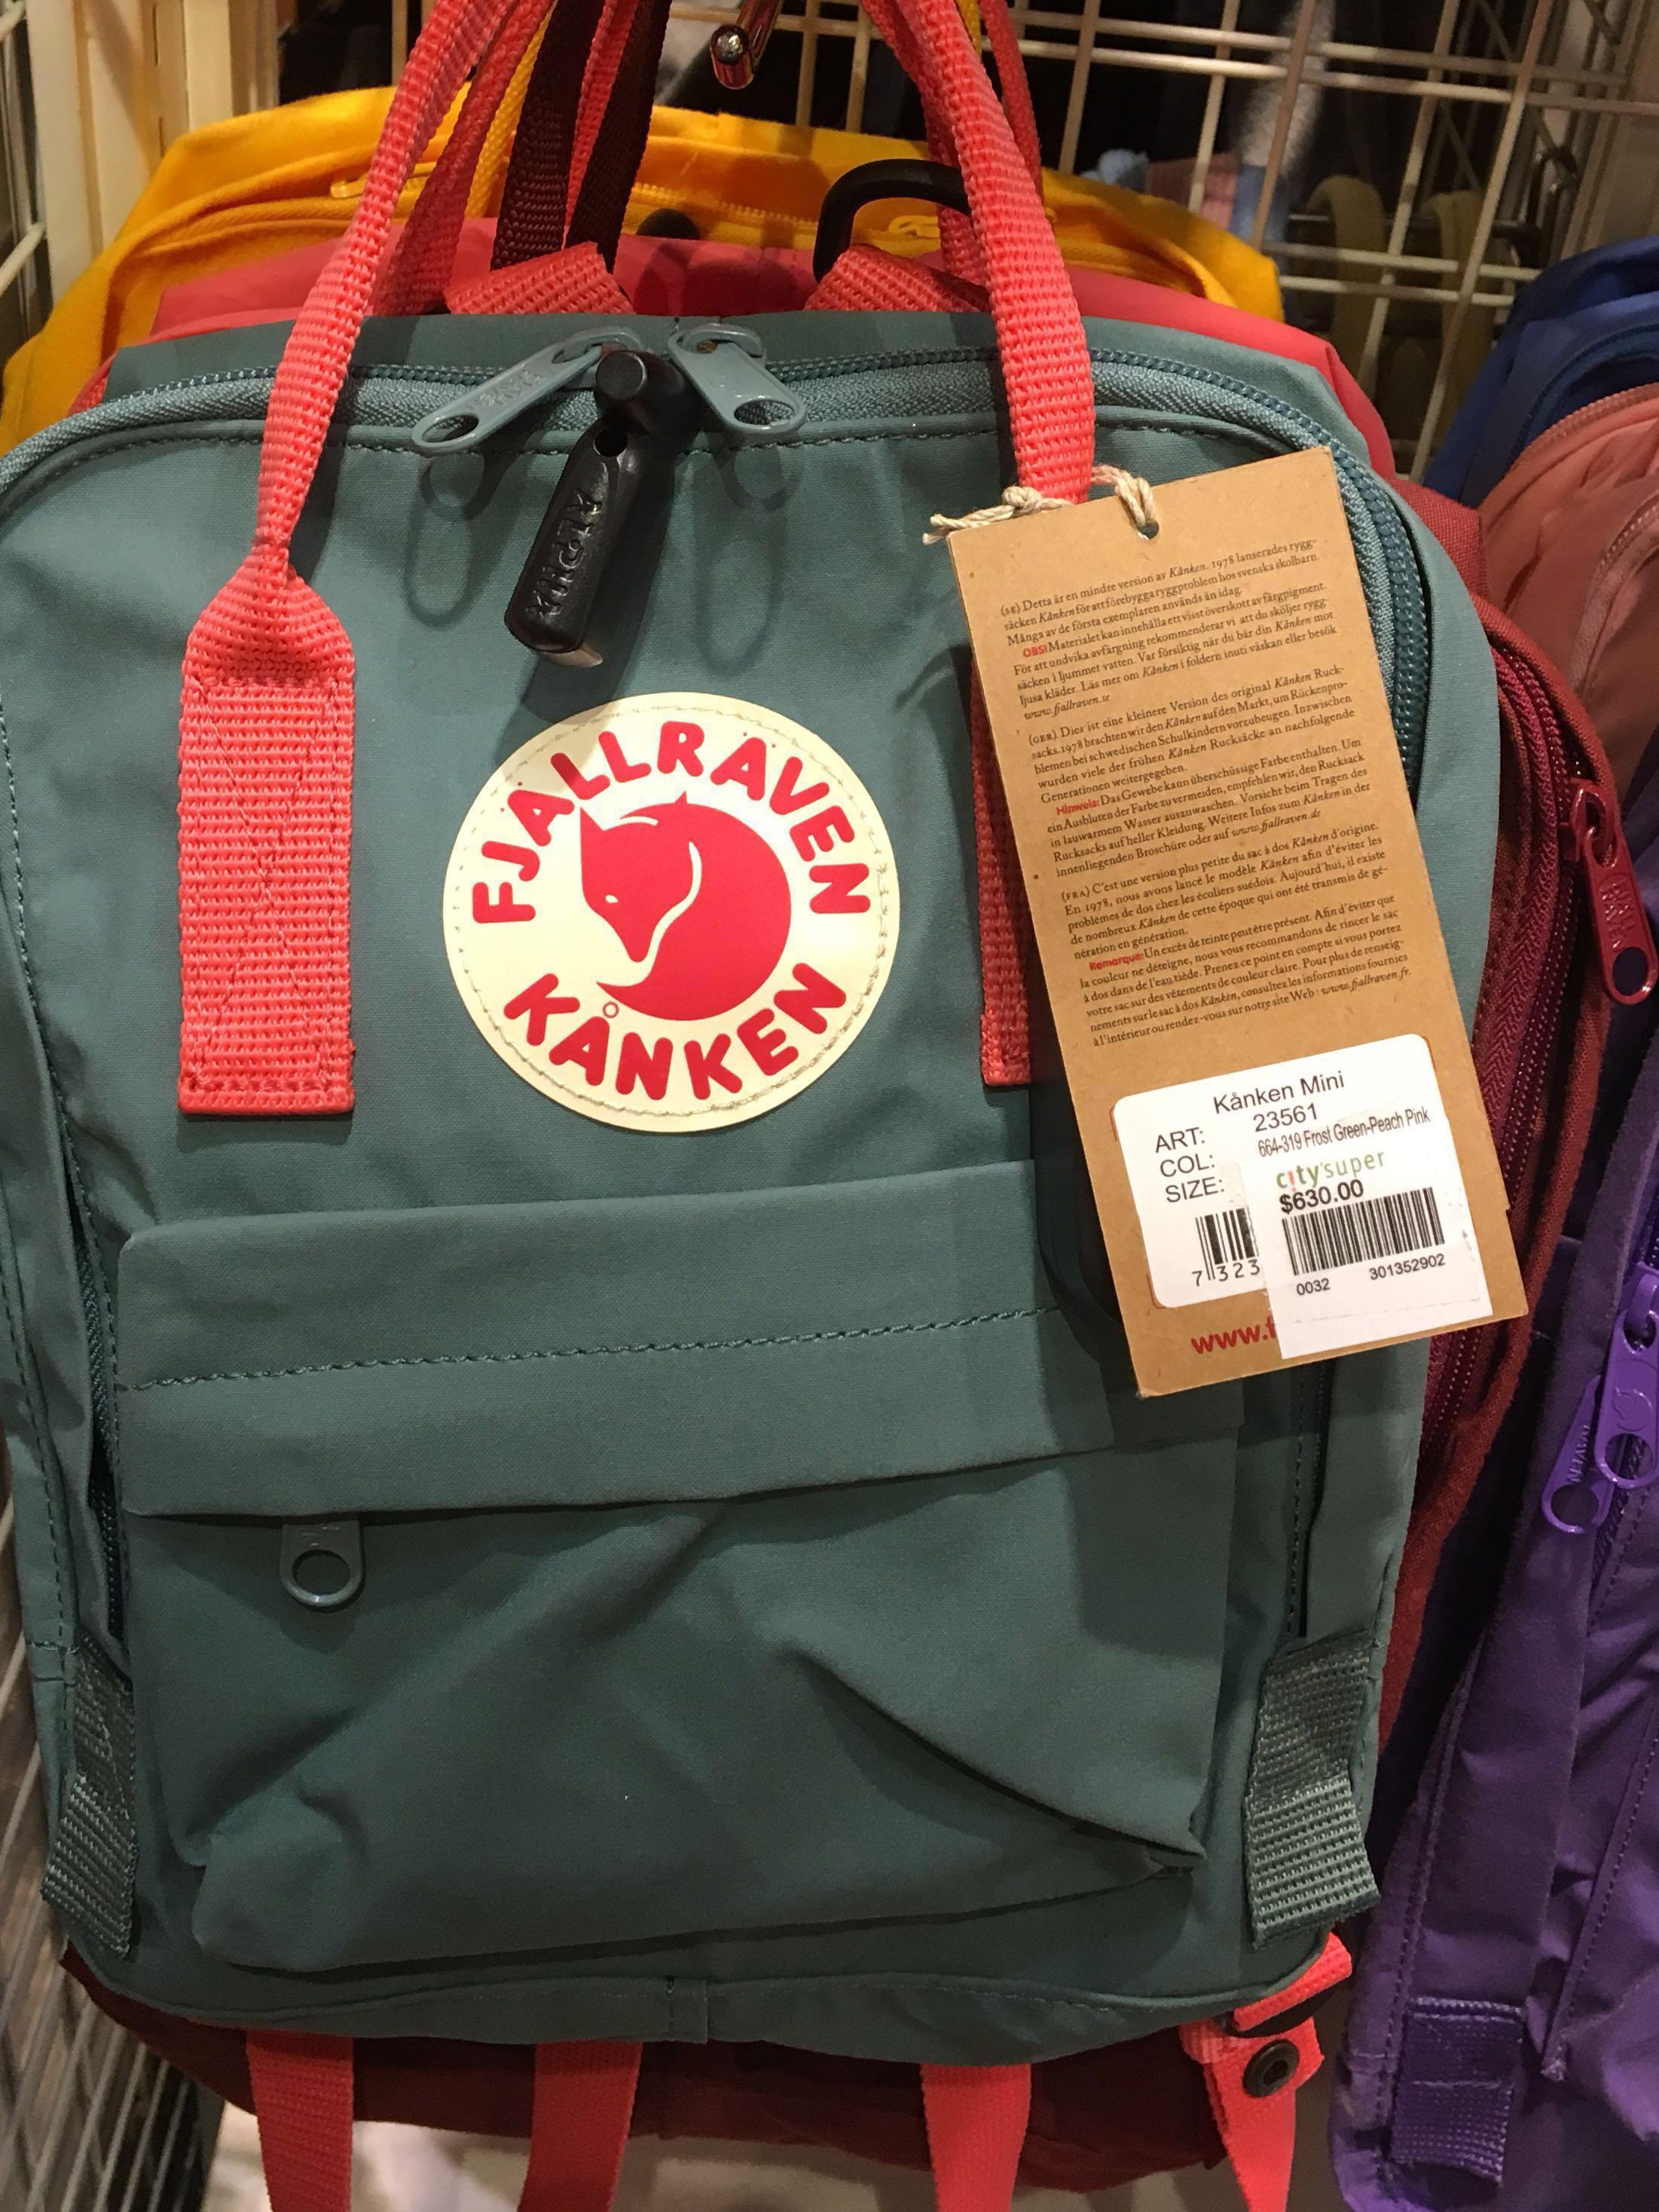 ALPHA
FJÄLLRÄVEN
KÅNKEN
(SE) Detta är en mindre version av Kånken. 1978 lanserades rygg-
säcken Kånken för att förebygga ryggproblem hos svenska skolbarn.
Många av de första exemplaren används än idag.
OBS! Materialet kan innehålla ett visst överskott av färgpigment.
För att undvika avfärgning rekommenderar vi att du sköljer rygg-
säcken i ljummet vatten. Var försiktig när du bär din Kånken mot
ljusa kläder. Läs mer om Kånken i foldern inuti väskan eller besök
www.fjallraven.se
(GER) Dies ist eine kleinere Version des original Kånken Ruck-
sacks. 1978 brachten wir den Kånken auf den Markt, um Rückenpro-
blemen bei schwedischen Schulkindern vorzubeugen. Inzwischen
wurden viele der frühen Kånken Rucksäcke an nachfolgende
Generationen weitergegeben.
Hinweis: Das Gewebe kann überschüssige Farbe enthalten. Um
ein Ausbluten der Farbe zu vermeiden, empfehlen wir, den Rucksack
in lauwarmem Wasser auszuwaschen. Vorsicht beim Tragen des
Rucksacks auf heller Kleidung. Weitere Infos zum Kånken in der
innenliegenden Broschüre oder auf www.fjallraven.de
(FRA) C'est une version plus petite du sac à dos Kånken d'origine.
En 1978, nous avons lancé le modèle Kånken afin d'éviter les
problèmes de dos chez les écoliers suédois. Aujourd'hui, il existe
de nombreux Kånken de cette époque qui ont été transmis de gé-
nération en génération.
Remarque: Un excès de teinte peut être présent. Afin d'éviter que
la couleur ne déteigne, nous vous recommandons de rincer le sac
à dos dans de l'eau tiède. Prenez ce point en compte si vous portez
votre sac sur des vêtements de couleur claire. Pour plus de renseig-
nements sur le sac à dos Kånken, consultez les informations fournies
à l'intérieur ou rendez-vous sur notre site Web : www.fjallraven.fr.
Kånken Mini
ART: 23561
COL: 664-319 Frost Green-Peach Pink
SIZE:
city'super
$630.00
7 323
0032 301352902
www.f